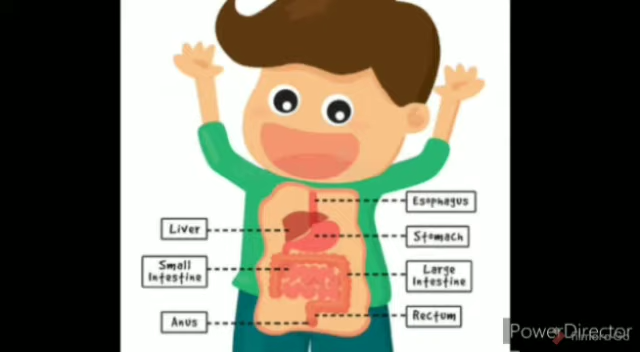 Esophagus
Liver
Stomach
Small
Intestine
Large
Intestine
Anus
Rectum
PowerDirector